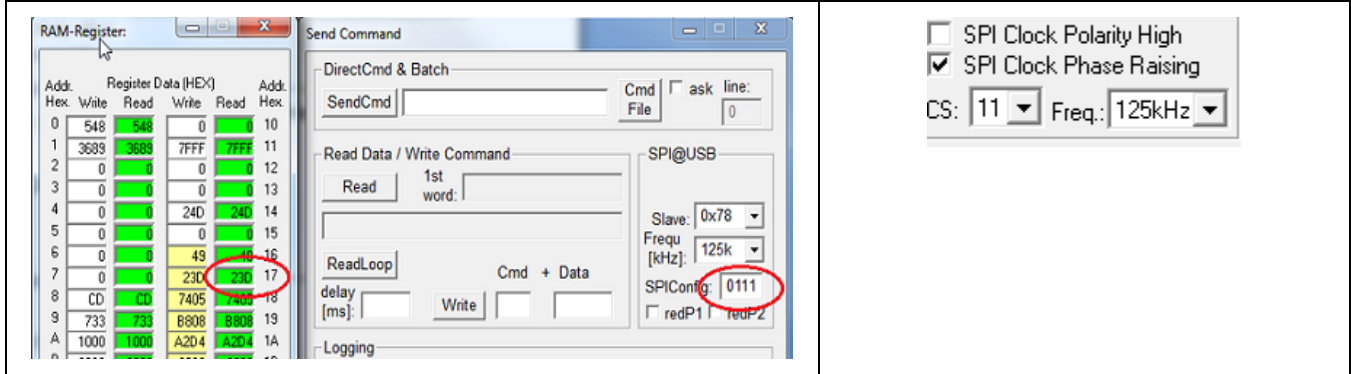 RAM-Register:
Addr. Register Data (HEX) Addr.
Hex. Write Read Write Read Hex.
0 548 548 0 0 10
1 3689 3689 7FFF 7FFF 11
2 0 0 0 0 12
3 0 0 0 0 13
4 0 0 24D 24D 14
5 0 0 0 0 15
6 0 0 49 49 16
7 0 0 23D 23D 17
8 CD CD 7405 7405 18
9 733 733 B808 B808 19
A 1000 1000 A2D4 A2D4 1A
Send Command
DirectCmd & Batch
SendCmd Cmd File ask line: 0
Read Data / Write Command
Read 1st word:
ReadLoop
Cmd + Data
delay [ms]: Write
SPI@USB
Slave: 0x78
Frequ [kHz]: 125k
SPIConfig: 0111
redP1 redP2
Logging
SPI Clock Polarity High
SPI Clock Phase Raising
CS: 11 Freq.: 125kHz